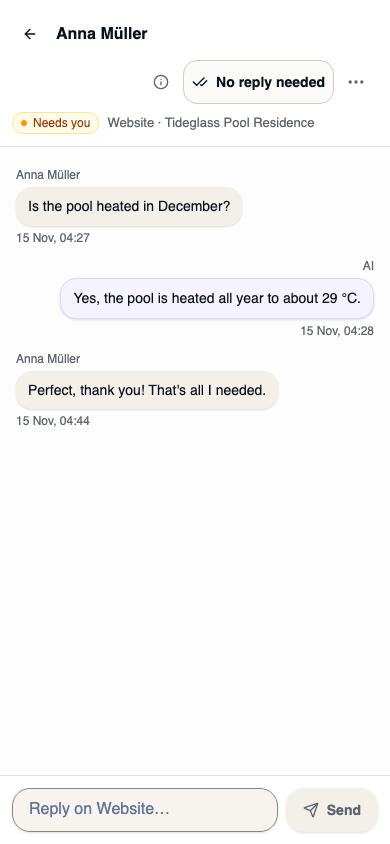 Anna Müller
No reply needed
Needs you
Website · Tideglass Pool Residence
Anna Müller
Is the pool heated in December?
15 Nov, 04:27
AI
Yes, the pool is heated all year to about 29 °C.
15 Nov, 04:28
Anna Müller
Perfect, thank you! That's all I needed.
15 Nov, 04:44
Reply on Website…
Send